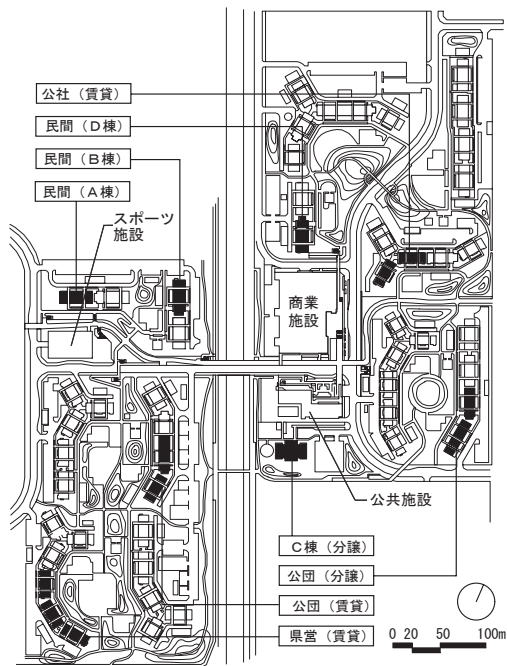 公社（賃貸）
民間（D棟）
民間（B棟）
民間（A棟）
スポーツ
施設
商業
施設
公共施設
C棟（分譲）
公団（分譲）
公団（賃貸）
県営（賃貸）
0 20 50 100m